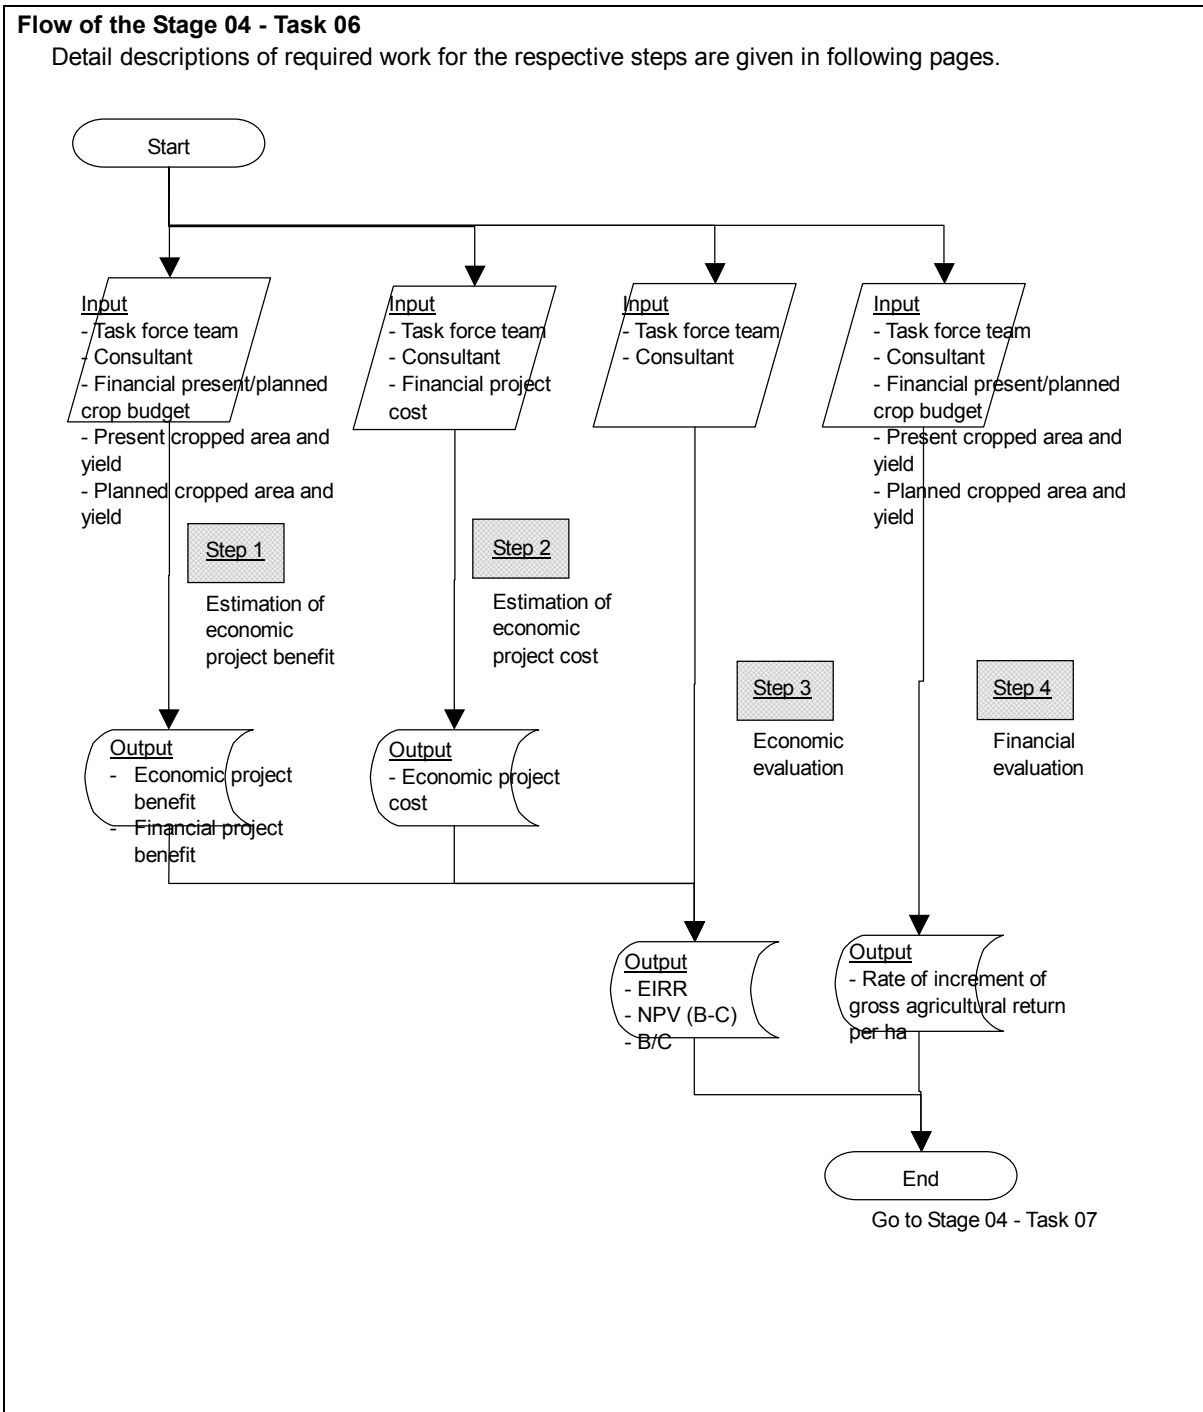 Flow of the Stage 04 - Task 06
Detail descriptions of required work for the respective steps are given in following pages.
Start
Input
- Task force team
- Consultant
- Financial present/planned
crop budget
- Present cropped area and
yield
- Planned cropped area and
yield
Input
- Task force team
- Consultant
- Financial project
cost
Input
- Task force team
- Consultant
Input
- Task force team
- Consultant
- Financial present/planned
crop budget
- Present cropped area and
yield
- Planned cropped area and
yield
Step 1
Estimation of
economic
project benefit
Step 2
Estimation of
economic
project cost
Step 3
Economic
evaluation
Step 4
Financial
evaluation
Output
- Economic project
benefit
- Financial project
benefit
Output
- Economic project
cost
Output
- EIRR
- NPV (B-C)
- B/C
Output
- Rate of increment of
gross agricultural return
per ha
End
Go to Stage 04 - Task 07